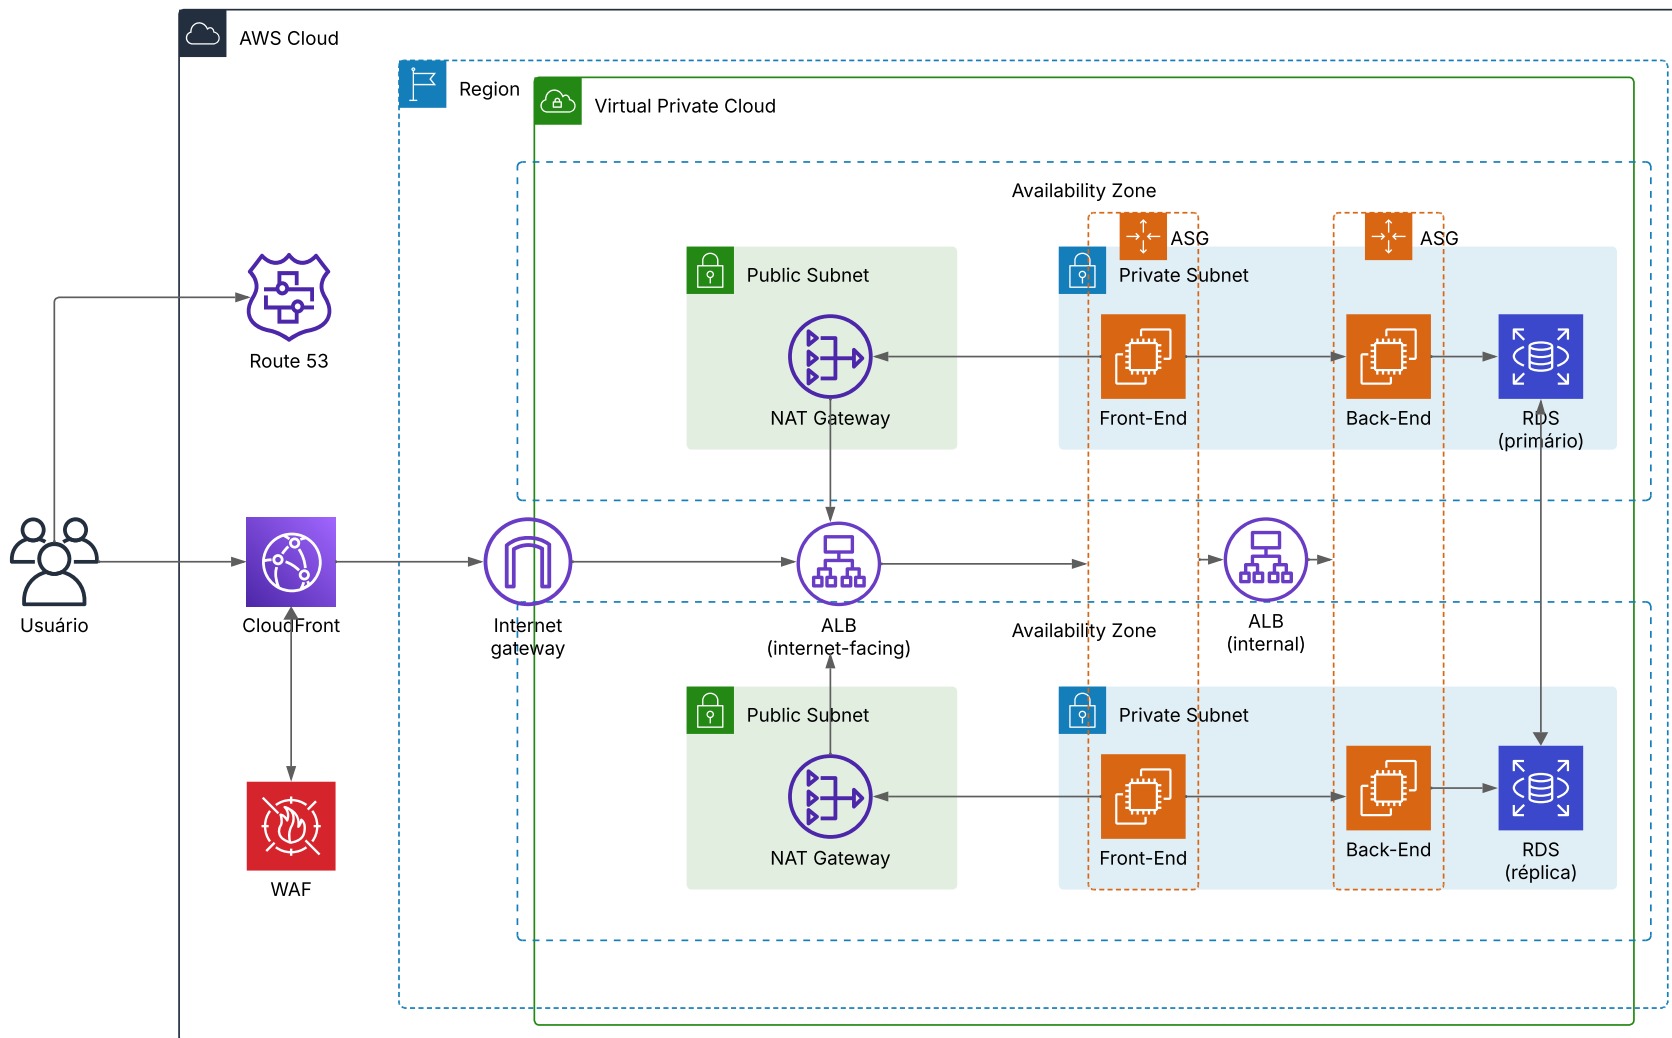 AWS Cloud
Region
Virtual Private Cloud
Availability Zone
ASG
ASG
Public Subnet
Private Subnet
Route 53
NAT Gateway
Front-End
Back-End
RDS
(primário)
Usuário
CloudFront
Internet
gateway
ALB
(internet-facing)
Availability Zone
ALB
(internal)
Public Subnet
Private Subnet
WAF
NAT Gateway
Front-End
Back-End
RDS
(réplica)